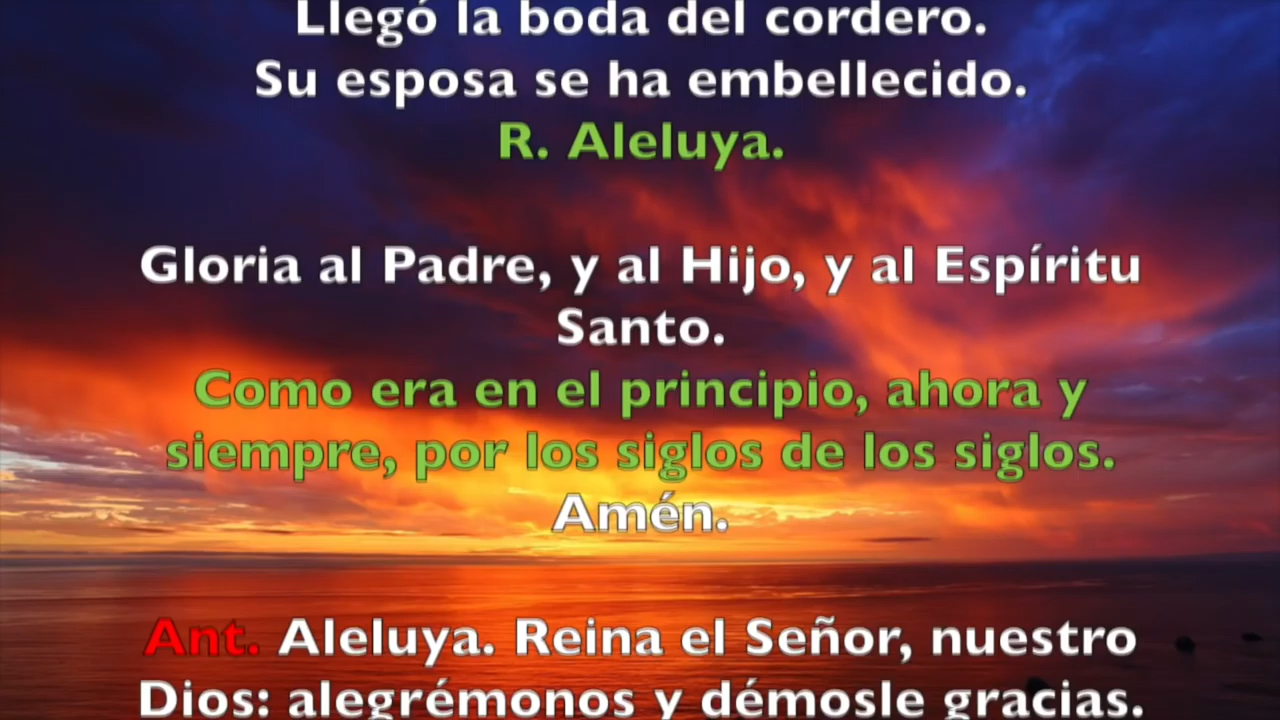 Llegó la boda del cordero.
Su esposa se ha embellecido.
R. Aleluya.
Gloria al Padre, y al Hijo, y al Espíritu
Santo.
Como era en el principio, ahora y
siempre, por los siglos de los siglos.
Amén.
Ant. Aleluya. Reina el Señor, nuestro
Dios: alegrémonos y démosle gracias.